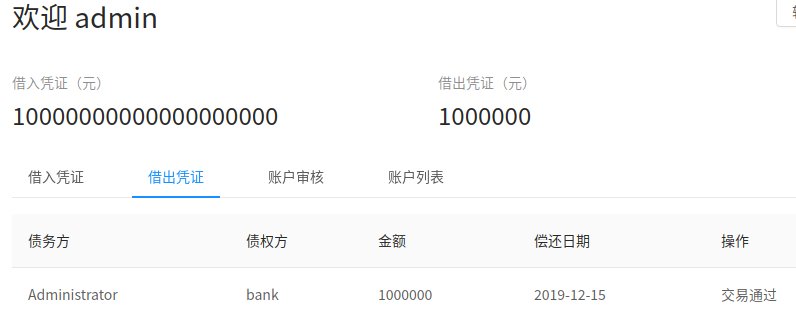 欢迎 admin
借入凭证（元）
10000000000000000000
借出凭证（元）
1000000
借入凭证 借出凭证 账户审核 账户列表
债务方 债权方 金额 偿还日期 操作
Administrator bank 1000000 2019-12-15 交易通过